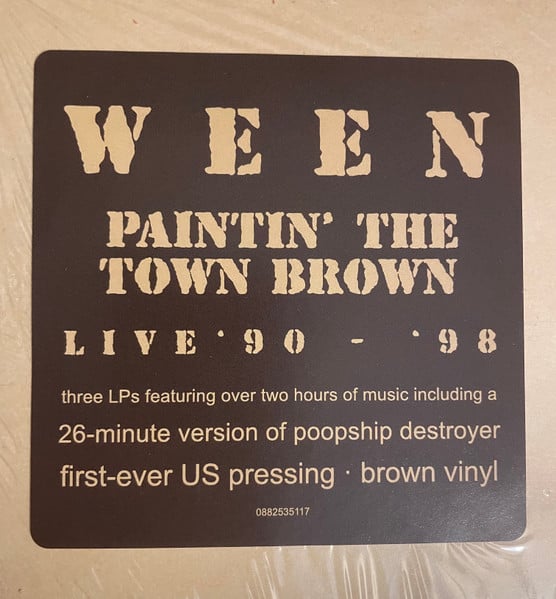 WEEN
PAINTIN' THE
TOWN BROWN
LIVE '90 - '98
three LPs featuring over two hours of music including a
26-minute version of poopship destroyer
first-ever US pressing · brown vinyl
0882535117